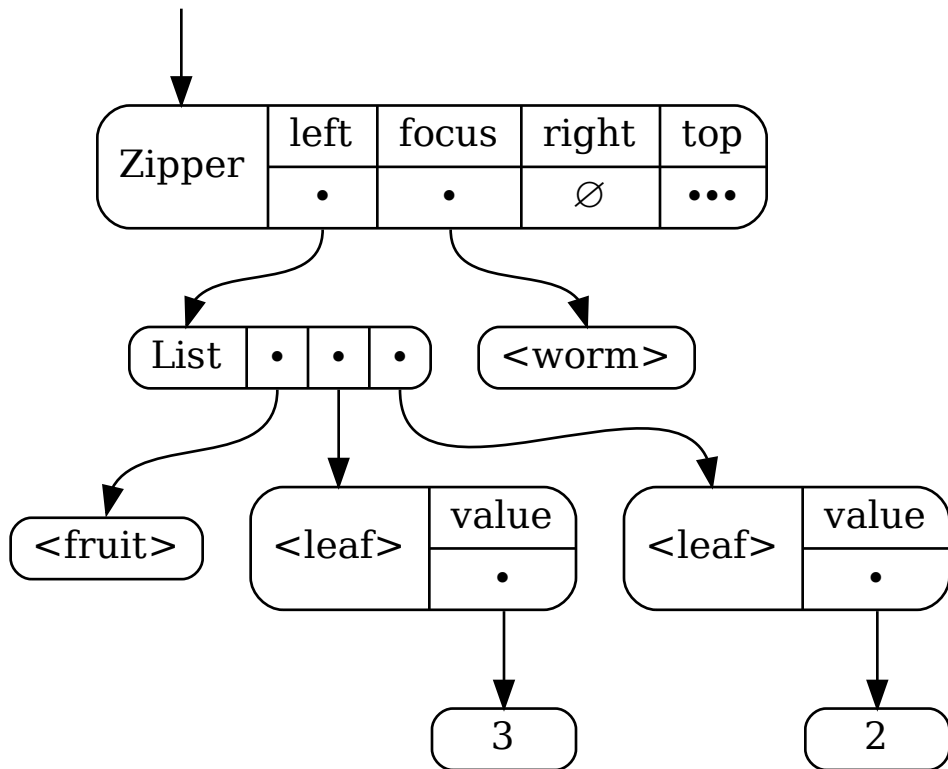 Zipper left focus right top
• • ∅ •••
List • • • <worm>
<fruit> <leaf> value <leaf> value
• •
3 2